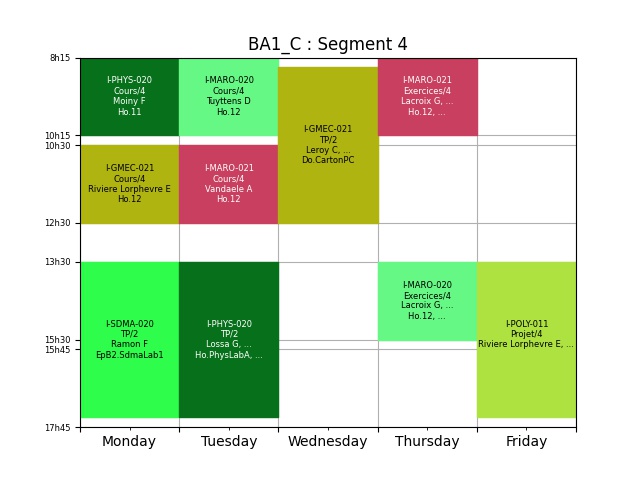 BA1_C : Segment 4
8h15
10h15
10h30
12h30
13h30
15h30
15h45
17h45
I-PHYS-020
Cours/4
Moiny F
Ho.11
I-MARO-020
Cours/4
Tuyttens D
Ho.12
I-GMEC-021
TP/2
Leroy C, ...
Do.CartonPC
I-MARO-021
Exercices/4
Lacroix G, ...
Ho.12, ...
I-GMEC-021
Cours/4
Riviere Lorphevre E
Ho.12
I-MARO-021
Cours/4
Vandaele A
Ho.12
I-SDMA-020
TP/2
Ramon F
EpB2.SdmaLab1
I-PHYS-020
TP/2
Lossa G, ...
Ho.PhysLabA, ...
I-MARO-020
Exercices/4
Lacroix G, ...
Ho.12, ...
I-POLY-011
Projet/4
Riviere Lorphevre E, ...
Monday
Tuesday
Wednesday
Thursday
Friday